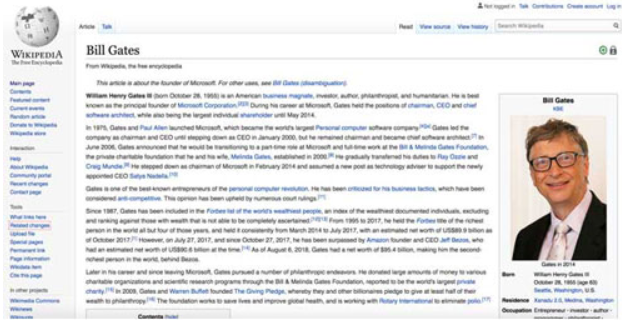 Not logged in Talk Contributions Create account Log in
Article Talk
Read View source View history Search Wikipedia
WIKIPEDIA
The Free Encyclopedia
Bill Gates
From Wikipedia, the free encyclopedia
This article is about the founder of Microsoft. For other uses, see Bill Gates (disambiguation).
William Henry Gates III (born October 28, 1955) is an American business magnate, investor, author, philanthropist, and humanitarian. He is best
known as the principal founder of Microsoft Corporation.[2][3] During his career at Microsoft, Gates held the positions of chairman, CEO and chief
software architect, while also being the largest individual shareholder until May 2014.
In 1975, Gates and Paul Allen launched Microsoft, which became the world's largest Personal computer software company. Gates led the
company as chairman and CEO until stepping down as CEO in January 2000, but he remained chairman and became chief software architect.[7] In
June 2006, Gates announced that he would be transitioning to a part-time role at Microsoft and full-time work at the Bill & Melinda Gates Foundation,
the private charitable foundation that he and his wife, Melinda Gates, established in 2000. He gradually transferred his duties to Ray Ozzie and
Craig Mundie. He stepped down as chairman of Microsoft in February 2014 and assumed a new post as technology adviser to support the newly
appointed CEO Satya Nadella.[10]
Gates is one of the best-known entrepreneurs of the personal computer revolution. He has been criticized for his business tactics, which have been
considered anti-competitive. This opinion has been upheld by numerous court rulings.[11]
Since 1987, Gates has been included in the Forbes list of the world's wealthiest people, an index of the wealthiest documented individuals, excluding
and ranking against those with wealth that is not able to be completely ascertained.[12][13] From 1995 to 2017, he held the Forbes title of the richest
person in the world all but four of those years, and held it consistently from March 2014 to July 2017, with an estimated net worth of US$89.9 billion as
of October 2017.[1] However, on July 27, 2017, and since October 27, 2017, he has been surpassed by Amazon founder and CEO Jeff Bezos, who
had an estimated net worth of US$90.6 billion at the time.[14] As of August 6, 2018, Gates had a net worth of $95.4 billion, making him the second-
richest person in the world, behind Bezos.
Later in his career and since leaving Microsoft, Gates pursued a number of philanthropic endeavors. He donated large amounts of money to various
charitable organizations and scientific research programs through the Bill & Melinda Gates Foundation, reported to be the world's largest private
charity.[15] In 2009, Gates and Warren Buffett founded The Giving Pledge, whereby they and other billionaires pledge to give at least half of their
wealth to philanthropy.[16] The foundation works to save lives and improve global health, and is working with Rotary International to eliminate polio.[17]
Contents [hide]
Main page
Contents
Featured content
Current events
Random article
Donate to Wikipedia
Wikipedia store
Interaction
Help
About Wikipedia
Community portal
Recent changes
Contact page
Tools
What links here
Related changes
Upload file
Special pages
Permanent link
Page information
Wikidata item
Cite this page
In other projects
Wikimedia Commons
Wikinews
Wikiquote
Bill Gates
KBE
Gates in 2014
Born William Henry Gates III
October 28, 1955 (age 63)
Seattle, Washington, U.S.
Residence Xanadu 2.0, Medina, Washington
Occupation Entrepreneur · investor · author ·